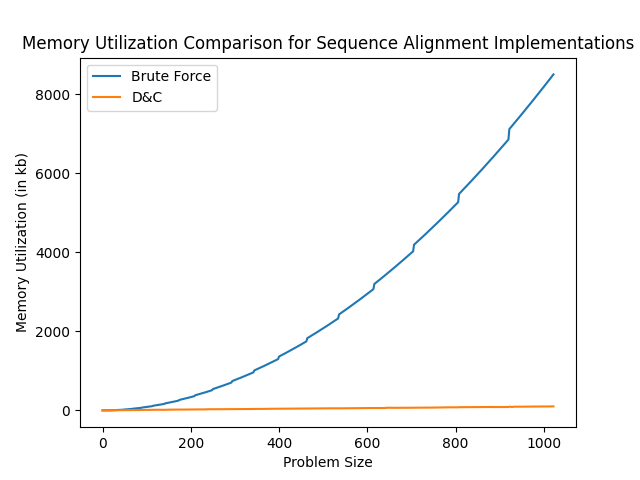 Memory Utilization Comparison for Sequence Alignment Implementations
Brute Force
D&C
8000
6000
4000
2000
0
Memory Utilization (in kb)
0 200 400 600 800 1000
Problem Size